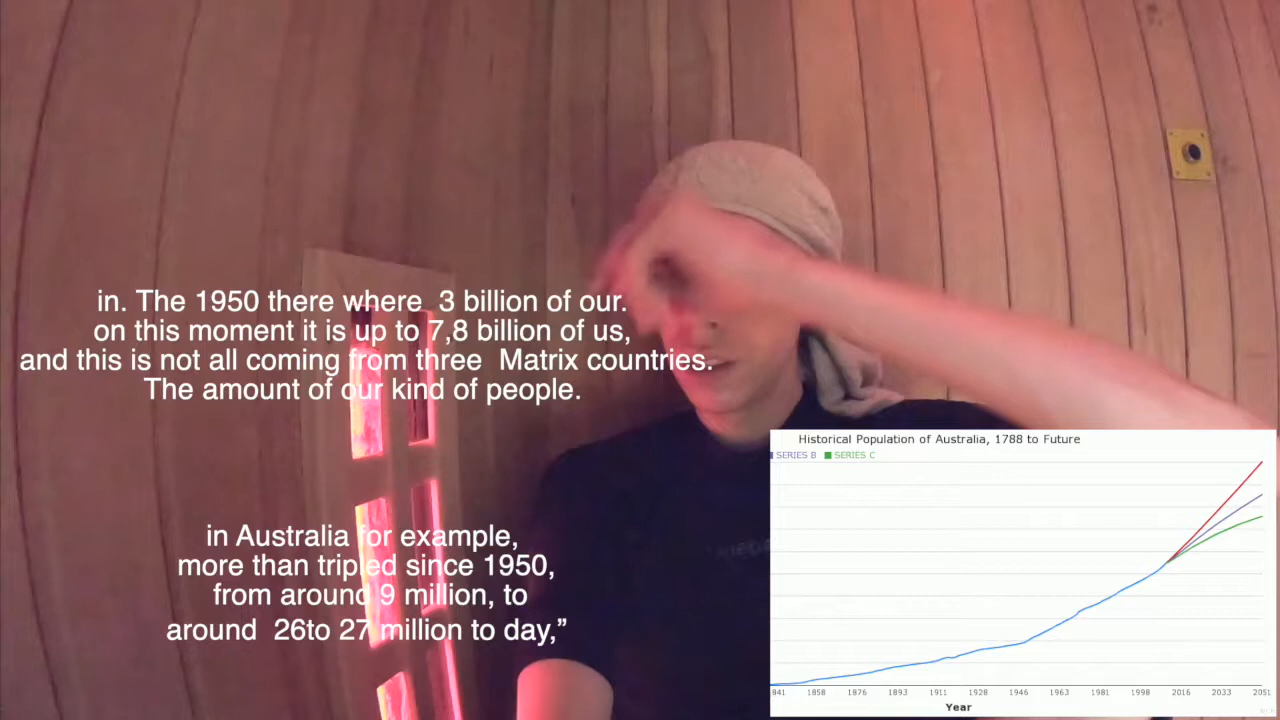 in. The 1950 there where  3 billion of our.
on this moment it is up to 7,8 billion of us,
and this is not all coming from three  Matrix countries.
The amount of our kind of people.
in Australia for example,
more than tripled since 1950,
from around 9 million, to
around  26to 27 million to day,”
Historical Population of Australia, 1788 to Future
SERIES B SERIES C
841 1858 1876 1893 1911 1928 1946 1963 1981 1998 2016 2033 2051
Year